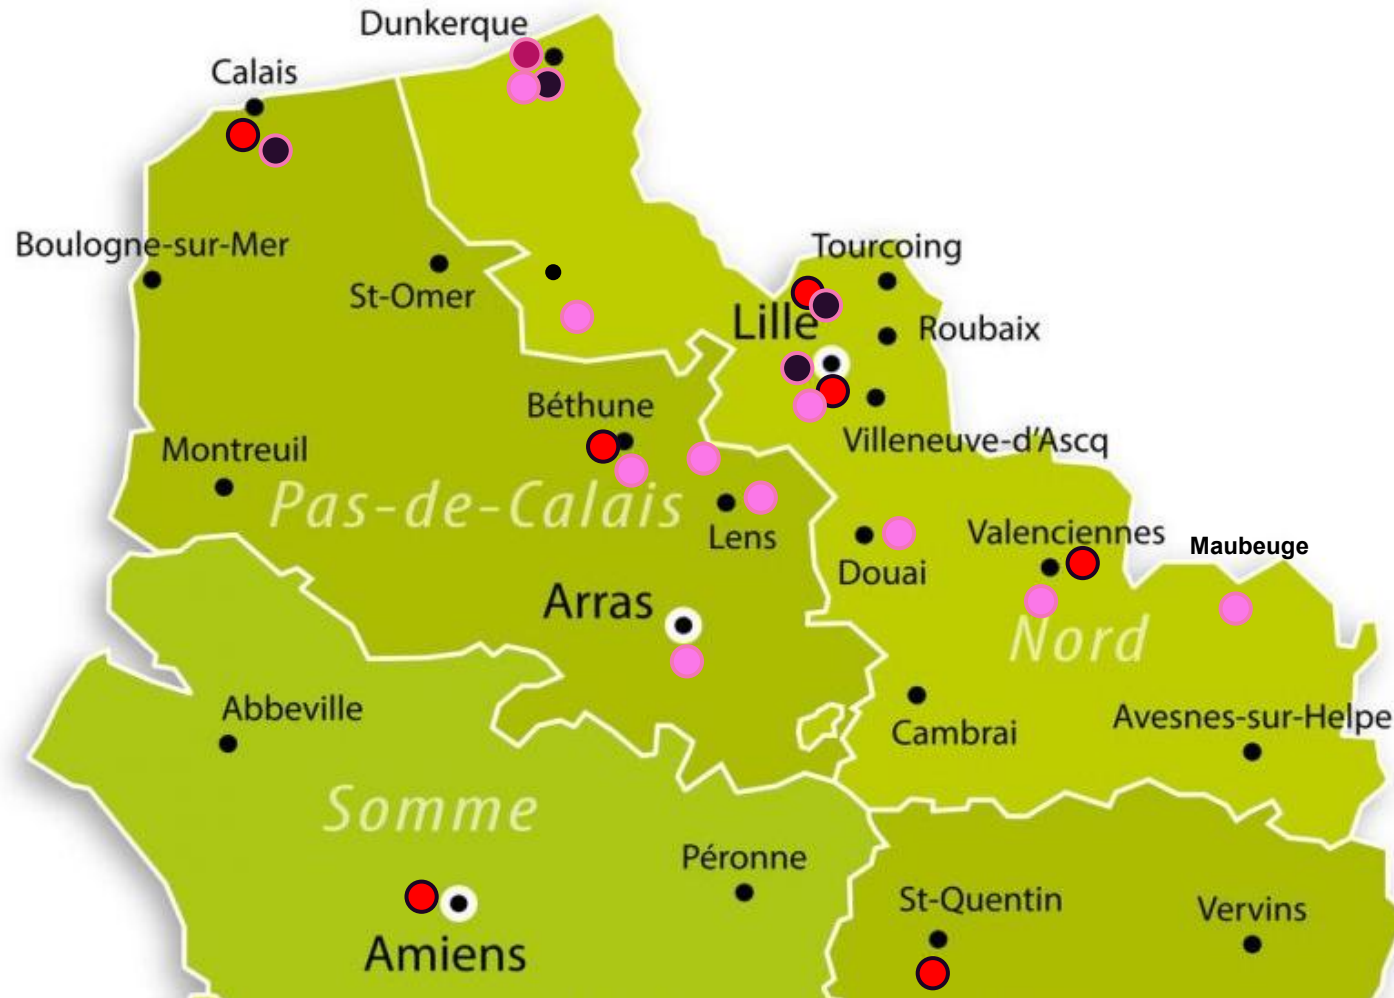 Dunkerque
Calais
Boulogne-sur-Mer
St-Omer
Tourcoing
Lille
Roubaix
Béthune
Villeneuve-d'Ascq
Montreuil
Pas-de-Calais
Lens
Douai
Valenciennes
Maubeuge
Arras
Nord
Abbeville
Cambrai
Avesnes-sur-Helpe
Somme
Péronne
St-Quentin
Vervins
Amiens